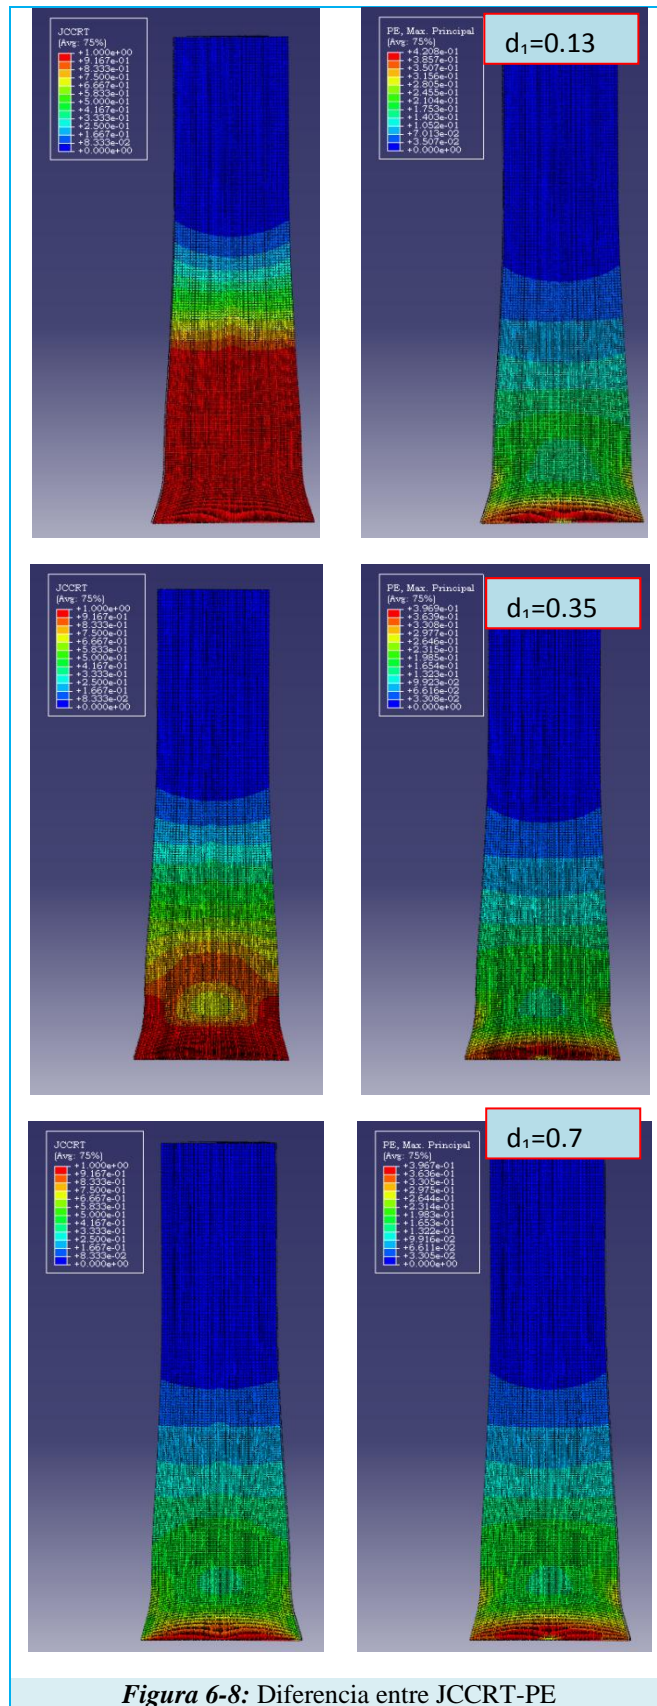 JCCRT
(Avg: 75%)
+1.000e+00
+9.167e-01
+8.333e-01
+7.500e-01
+6.667e-01
+5.833e-01
+5.000e-01
+4.167e-01
+3.333e-01
+2.500e-01
+1.667e-01
+8.333e-02
+0.000e+00
PE, Max. Principal
(Avg: 75%)
+4.208e-01
+3.857e-01
+3.507e-01
+3.156e-01
+2.805e-01
+2.455e-01
+2.104e-01
+1.753e-01
+1.403e-01
+1.052e-01
+7.013e-02
+3.507e-02
+0.000e+00
d₁=0.13
JCCRT
(Avg: 75%)
+1.000e+00
+9.167e-01
+8.333e-01
+7.500e-01
+6.667e-01
+5.833e-01
+5.000e-01
+4.167e-01
+3.333e-01
+2.500e-01
+1.667e-01
+8.333e-02
+0.000e+00
PE, Max. Principal
(Avg: 75%)
+3.969e-01
+3.639e-01
+3.308e-01
+2.977e-01
+2.646e-01
+2.315e-01
+1.985e-01
+1.654e-01
+1.323e-01
+9.923e-02
+6.616e-02
+3.308e-02
+0.000e+00
d₁=0.35
JCCRT
(Avg: 75%)
+1.000e+00
+9.167e-01
+8.333e-01
+7.500e-01
+6.667e-01
+5.833e-01
+5.000e-01
+4.167e-01
+3.333e-01
+2.500e-01
+1.667e-01
+8.333e-02
+0.000e+00
PE, Max. Principal
(Avg: 75%)
+3.967e-01
+3.636e-01
+3.305e-01
+2.975e-01
+2.644e-01
+2.314e-01
+1.983e-01
+1.653e-01
+1.322e-01
+9.916e-02
+6.611e-02
+3.305e-02
+0.000e+00
d₁=0.7
Figura 6-8: Diferencia entre JCCRT-PE